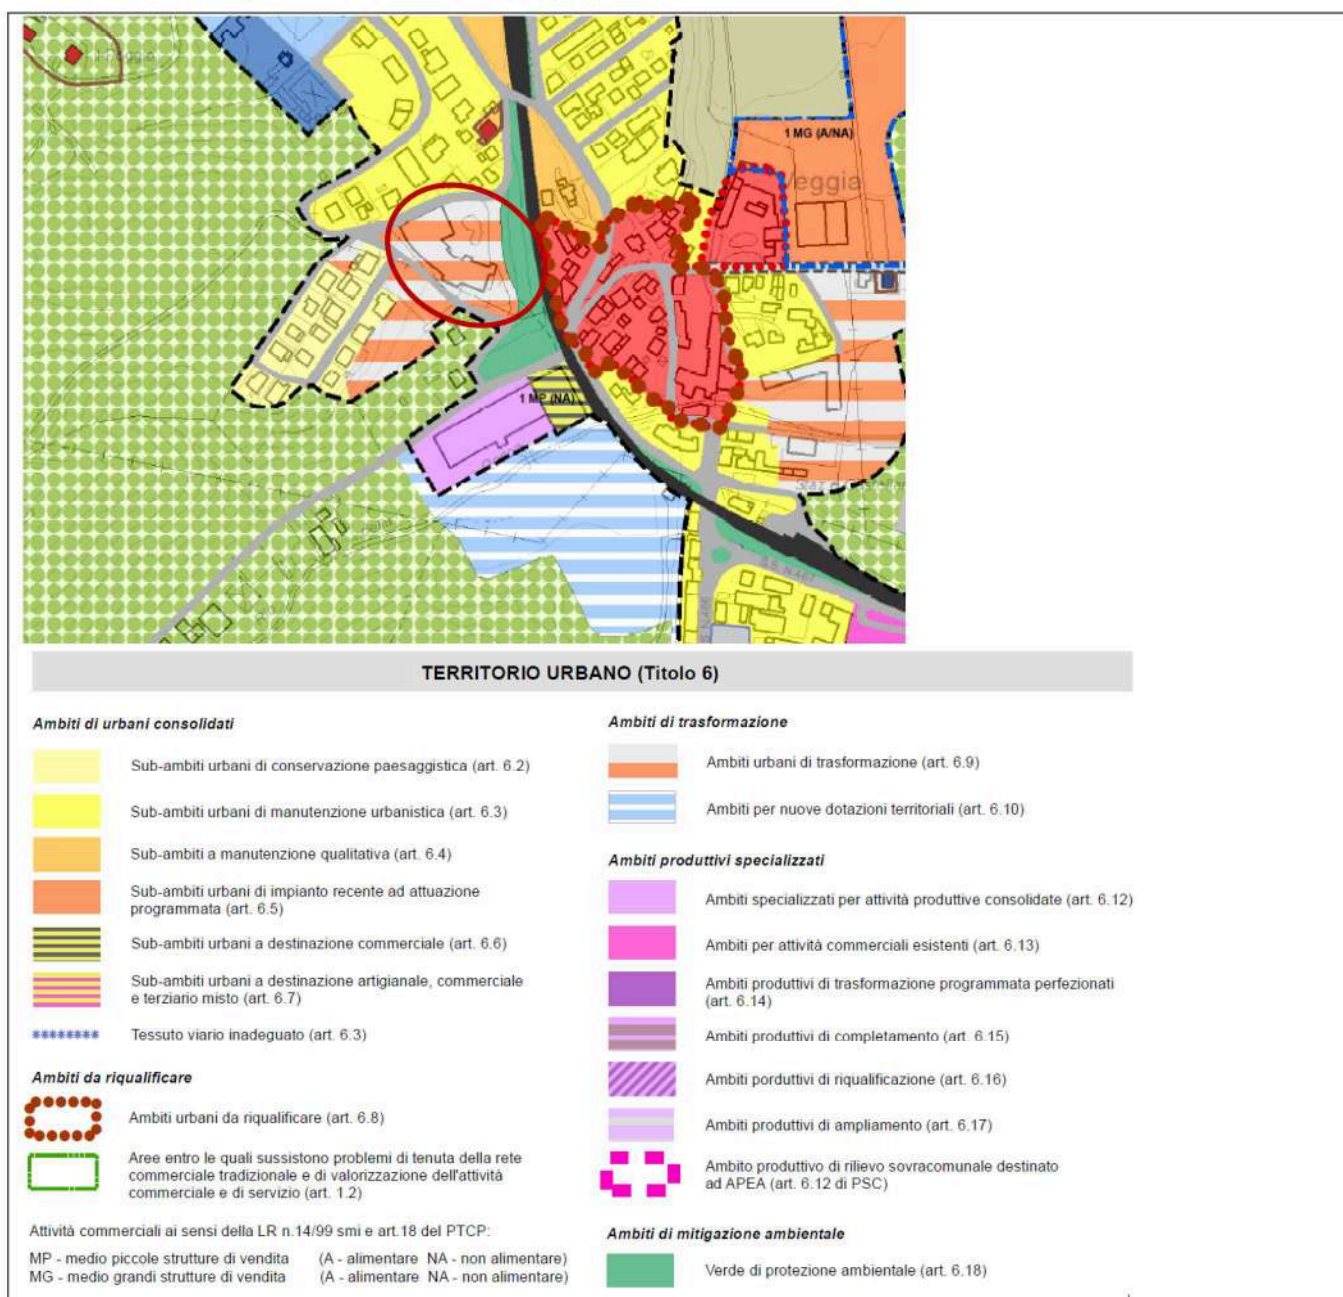 1 MG (A/NA)
Veggia
1 MP (NA)
TERRITORIO URBANO (Titolo 6)
Ambiti di urbani consolidati
Sub-ambiti urbani di conservazione paesaggistica (art. 6.2)
Sub-ambiti urbani di manutenzione urbanistica (art. 6.3)
Sub-ambiti a manutenzione qualitativa (art. 6.4)
Sub-ambiti urbani di impianto recente ad attuazione
programmata (art. 6.5)
Sub-ambiti urbani a destinazione commerciale (art. 6.6)
Sub-ambiti urbani a destinazione artigianale, commerciale
e terziario misto (art. 6.7)
Tessuto viario inadeguato (art. 6.3)
Ambiti da riqualificare
Ambiti urbani da riqualificare (art. 6.8)
Aree entro le quali sussistono problemi di tenuta della rete
commerciale tradizionale e di valorizzazione dell'attività
commerciale e di servizio (art. 1.2)
Attività commerciali ai sensi della LR n.14/99 smi e art.18 del PTCP:
MP - medio piccole strutture di vendita (A - alimentare NA - non alimentare)
MG - medio grandi strutture di vendita (A - alimentare NA - non alimentare)
Ambiti di trasformazione
Ambiti urbani di trasformazione (art. 6.9)
Ambiti per nuove dotazioni territoriali (art. 6.10)
Ambiti produttivi specializzati
Ambiti specializzati per attività produttive consolidate (art. 6.12)
Ambiti per attività commerciali esistenti (art. 6.13)
Ambiti produttivi di trasformazione programmata perfezionati
(art. 6.14)
Ambiti produttivi di completamento (art. 6.15)
Ambiti porduttivi di riqualificazione (art. 6.16)
Ambiti produttivi di ampliamento (art. 6.17)
Ambito produttivo di rilievo sovracomunale destinato
ad APEA (art. 6.12 di PSC)
Ambiti di mitigazione ambientale
Verde di protezione ambientale (art. 6.18)